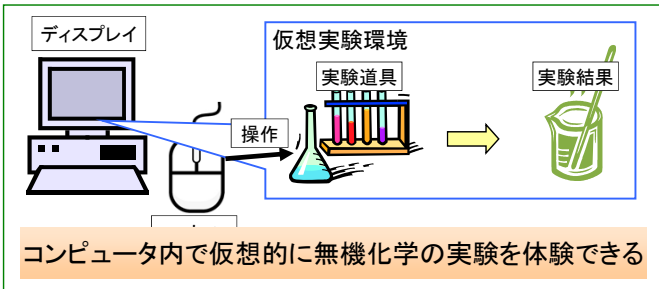 ディスプレイ
仮想実験環境
実験道具
実験結果
操作
コンピュータ内で仮想的に無機化学の実験を体験できる